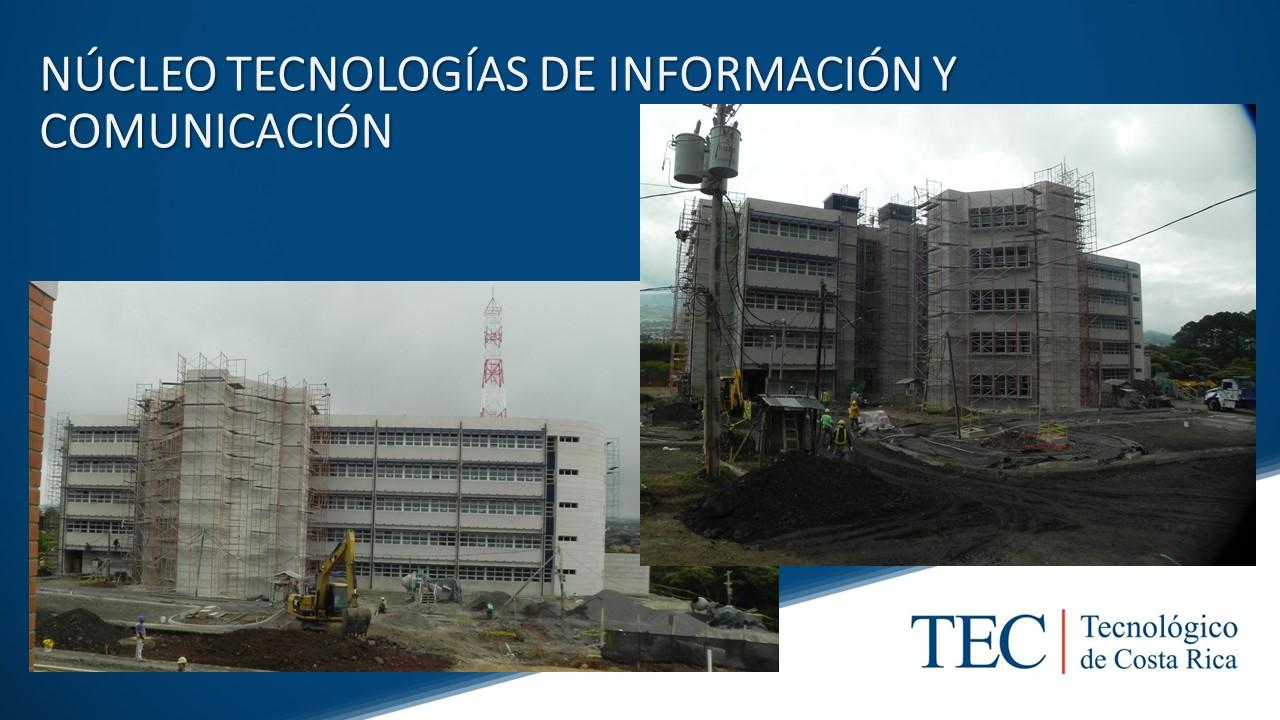 NÚCLEO TECNOLOGÍAS DE INFORMACIÓN Y
COMUNICACIÓN
TEC
Tecnológico
de Costa Rica